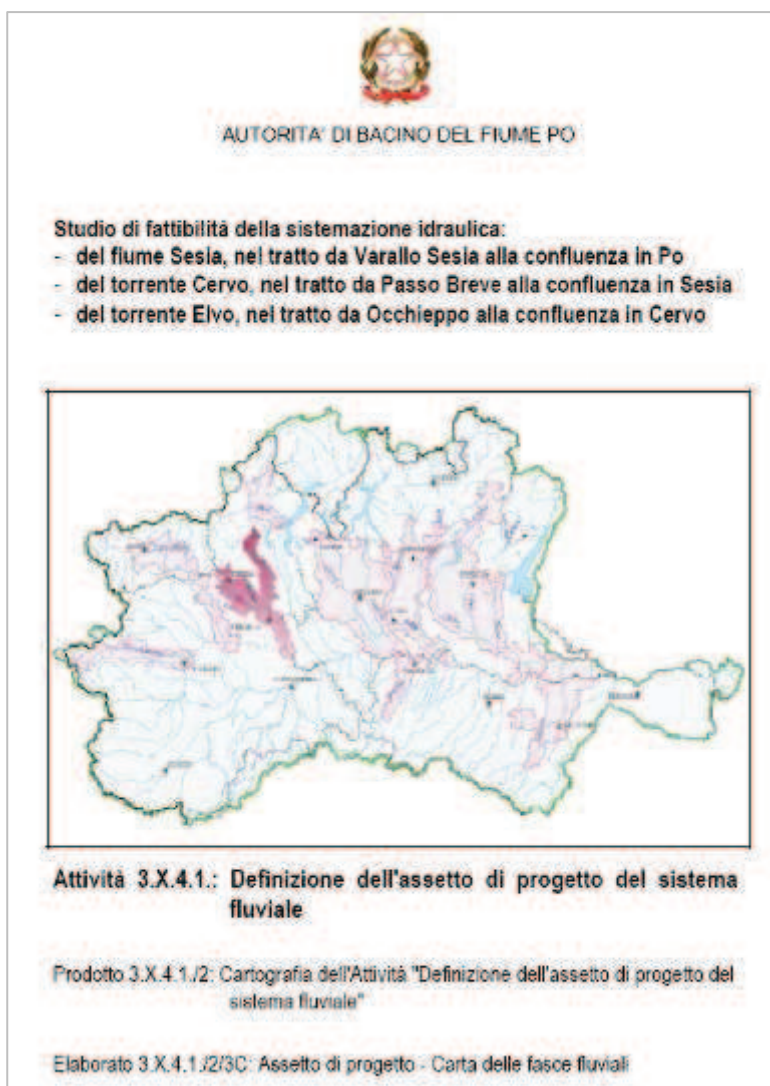 AUTORITA' DI BACINO DEL FIUME PO
Studio di fattibilità della sistemazione idraulica:
- del fiume Sesia, nel tratto da Varallo Sesia alla confluenza in Po
- del torrente Cervo, nel tratto da Passo Breve alla confluenza in Sesia
- del torrente Elvo, nel tratto da Occhieppo alla confluenza in Cervo
Attività 3.X.4.1.: Definizione dell'assetto di progetto del sistema
fluviale
Prodotto 3.X.4.1./2: Cartografia dell'Attività "Definizione dell'assetto di progetto del
sistema fluviale"
Elaborato 3.X.4.1./2/3C: Assetto di progetto - Carta delle fasce fluviali